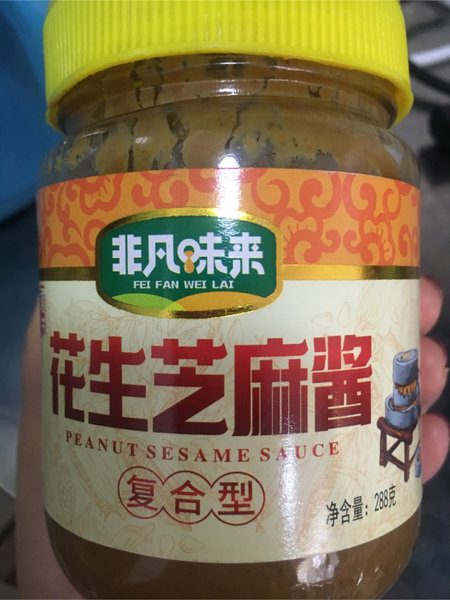 非凡味来
FEI FAN WEI LAI
花生芝麻酱
PEANUT SESAME SAUCE
复合型
净含量：288克